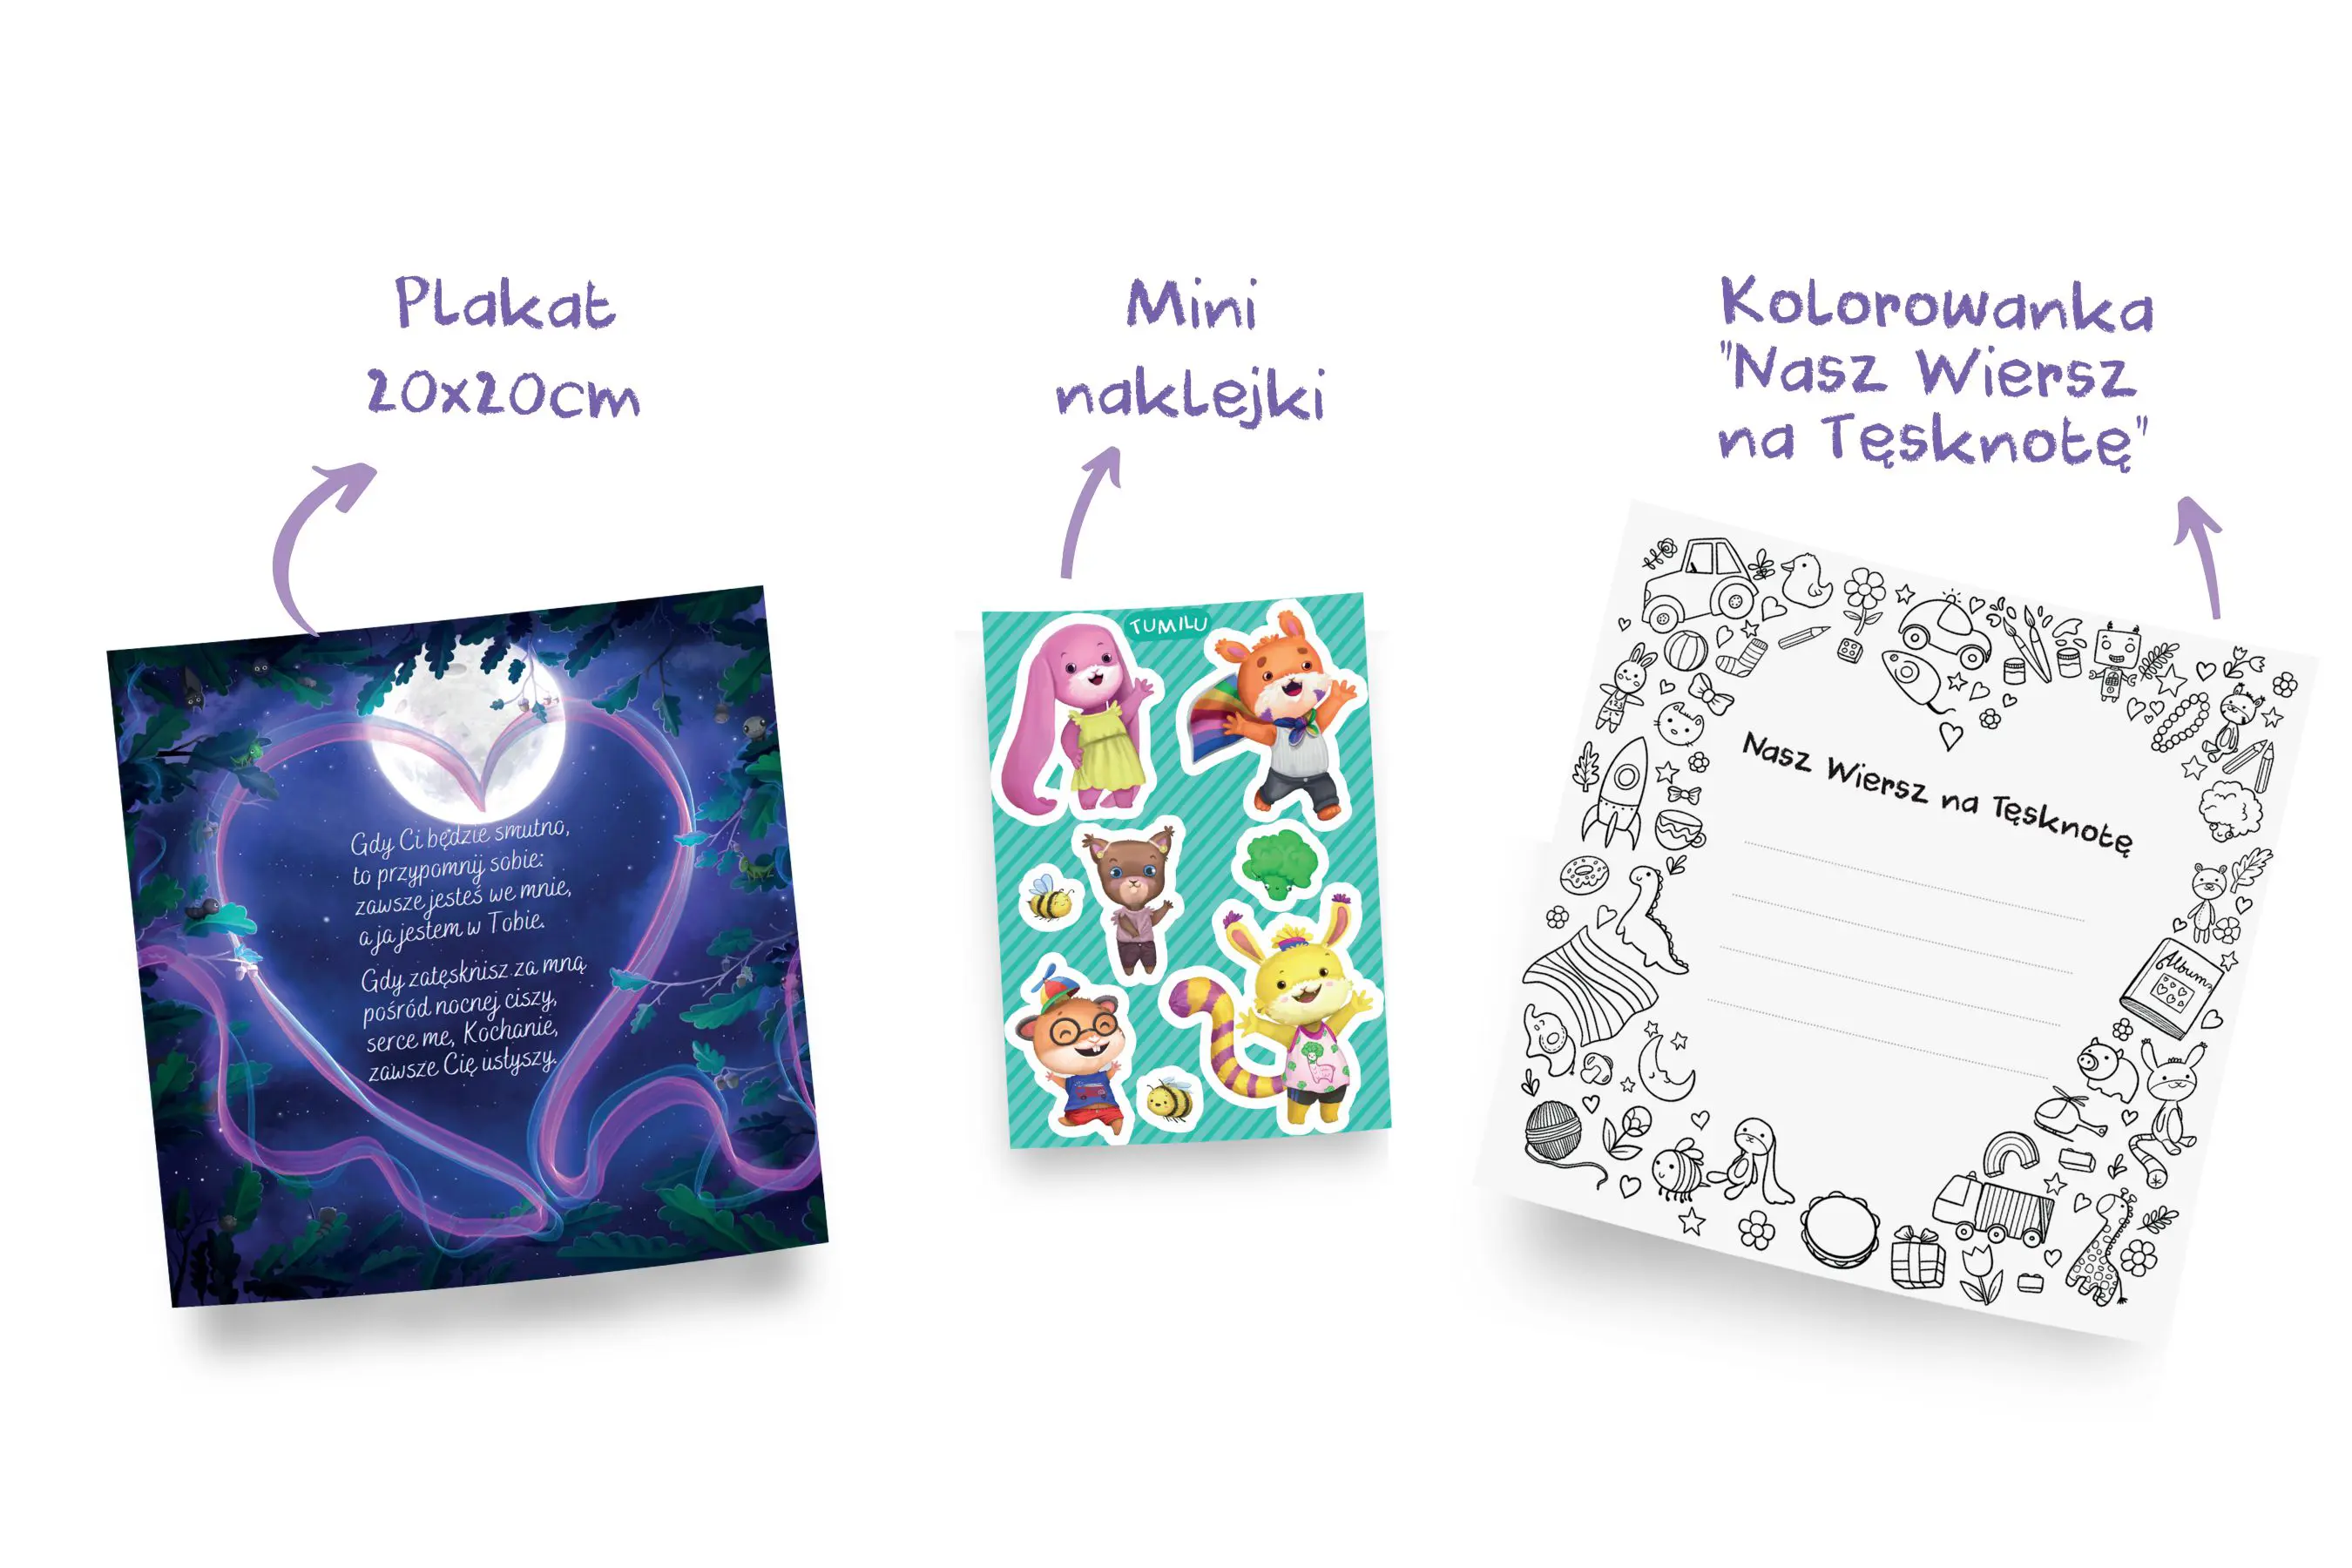 Plakat
20x20cm
Mini
naklejki
Kolorowanka
"Nasz Wiersz
na Tęsknotę"
Gdy Ci będzie smutno,
to przypomnij sobie:
zawsze jesteś we mnie,
a ja jestem w Tobie.
Gdy zatęsknisz za mną
pośród nocnej ciszy,
serce me, Kochanie,
zawsze Cię usłyszy.
TUMILU
Nasz Wiersz na Tęsknotę
Album